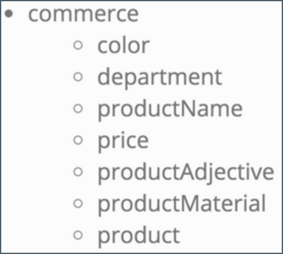 commerce
color
department
productName
price
productAdjective
productMaterial
product